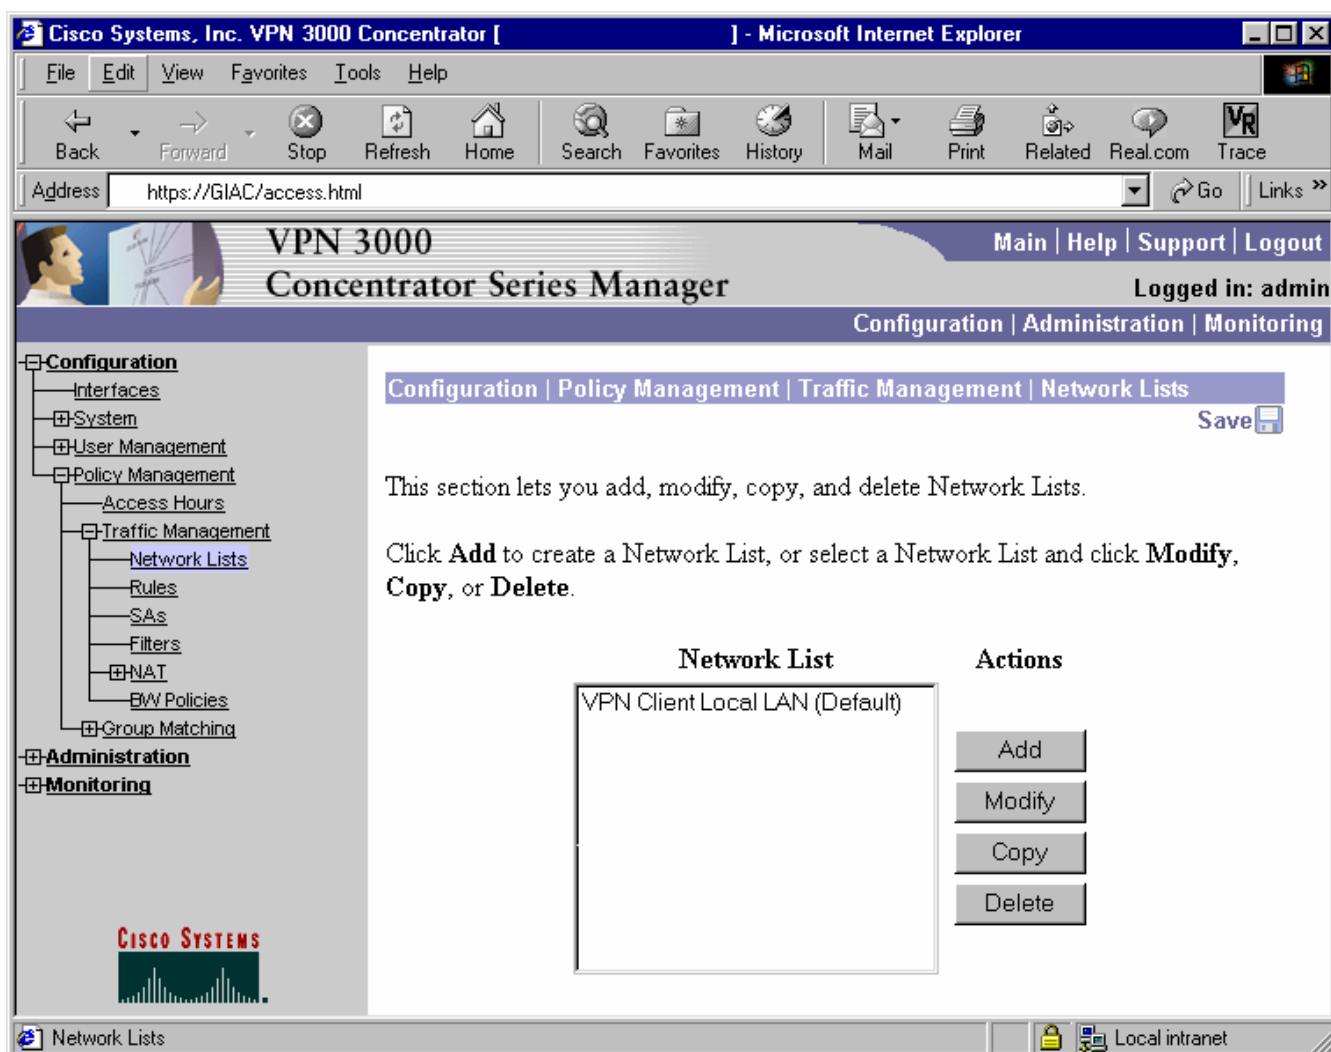 Cisco Systems, Inc. VPN 3000 Concentrator [ ] - Microsoft Internet Explorer
File Edit View Favorites Tools Help
Back Forward Stop Refresh Home Search Favorites History Mail Print Related Real.com Trace
Address https://GIAC/access.html Go Links »
VPN 3000
Concentrator Series Manager
Main | Help | Support | Logout
Logged in: admin
Configuration | Administration | Monitoring
Configuration
Interfaces
System
User Management
Policy Management
Access Hours
Traffic Management
Network Lists
Rules
SAs
Filters
NAT
BW Policies
Group Matching
Administration
Monitoring
CISCO SYSTEMS
Configuration | Policy Management | Traffic Management | Network Lists
Save
This section lets you add, modify, copy, and delete Network Lists.
Click Add to create a Network List, or select a Network List and click Modify,
Copy, or Delete.
Network List Actions
VPN Client Local LAN (Default)
Add
Modify
Copy
Delete
Network Lists Local intranet